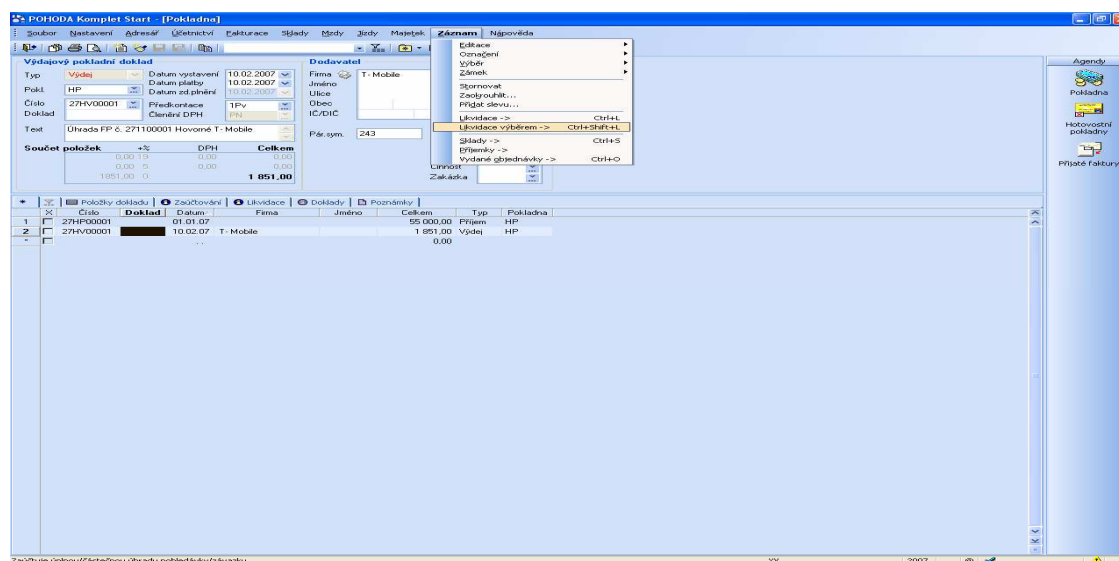 POHODA Komplet Start - [Pokladna]
Soubor Nastavení Adresář Účetnictví Fakturace Sklady Mzdy Jízdy Majetek Záznam Nápověda
Editace
Označení
Výběr
Zámek
Stornovat
Zaokrouhlit...
Přidat slevu...
Likvidace -> Ctrl+L
Likvidace výběrem -> Ctrl+Shift+L
Sklady -> Ctrl+S
Příjemky ->
Vydané objednávky -> Ctrl+O
Výdajový pokladní doklad
Typ Výdej Datum vystavení 10.02.2007
Datum platby 10.02.2007
Pokl. HP Datum zd.plnění 10.02.2007
Číslo 27HV00001 Předkontace 1Pv
Doklad Členění DPH PN
Text Úhrada FP č. 271100001 Hovorné T- Mobile
Součet položek +% DPH Celkem
0,00 19 0,00 0,00
0,00 5 0,00 0,00
1851,00 0 1 851,00
Dodavatel
Firma T- Mobile
Jméno
Ulice
Obec
IČ/DIČ
Pár.sym. 243
Činnost
Zakázka
Agendy
Pokladna
Hotovostní pokladny
Přijaté faktury
Položky dokladu Zaúčtování Likvidace Doklady Poznámky
X Číslo Doklad Datum Firma Jméno Celkem Typ Pokladna
1 27HP00001 01.01.07 55 000,00 Příjem HP
2 27HV00001 10.02.07 T- Mobile 1 851,00 Výdej HP
* . . 0,00
Zaúčtuje úplnou/částečnou úhradu pohledávky/závazku XX 2007 @